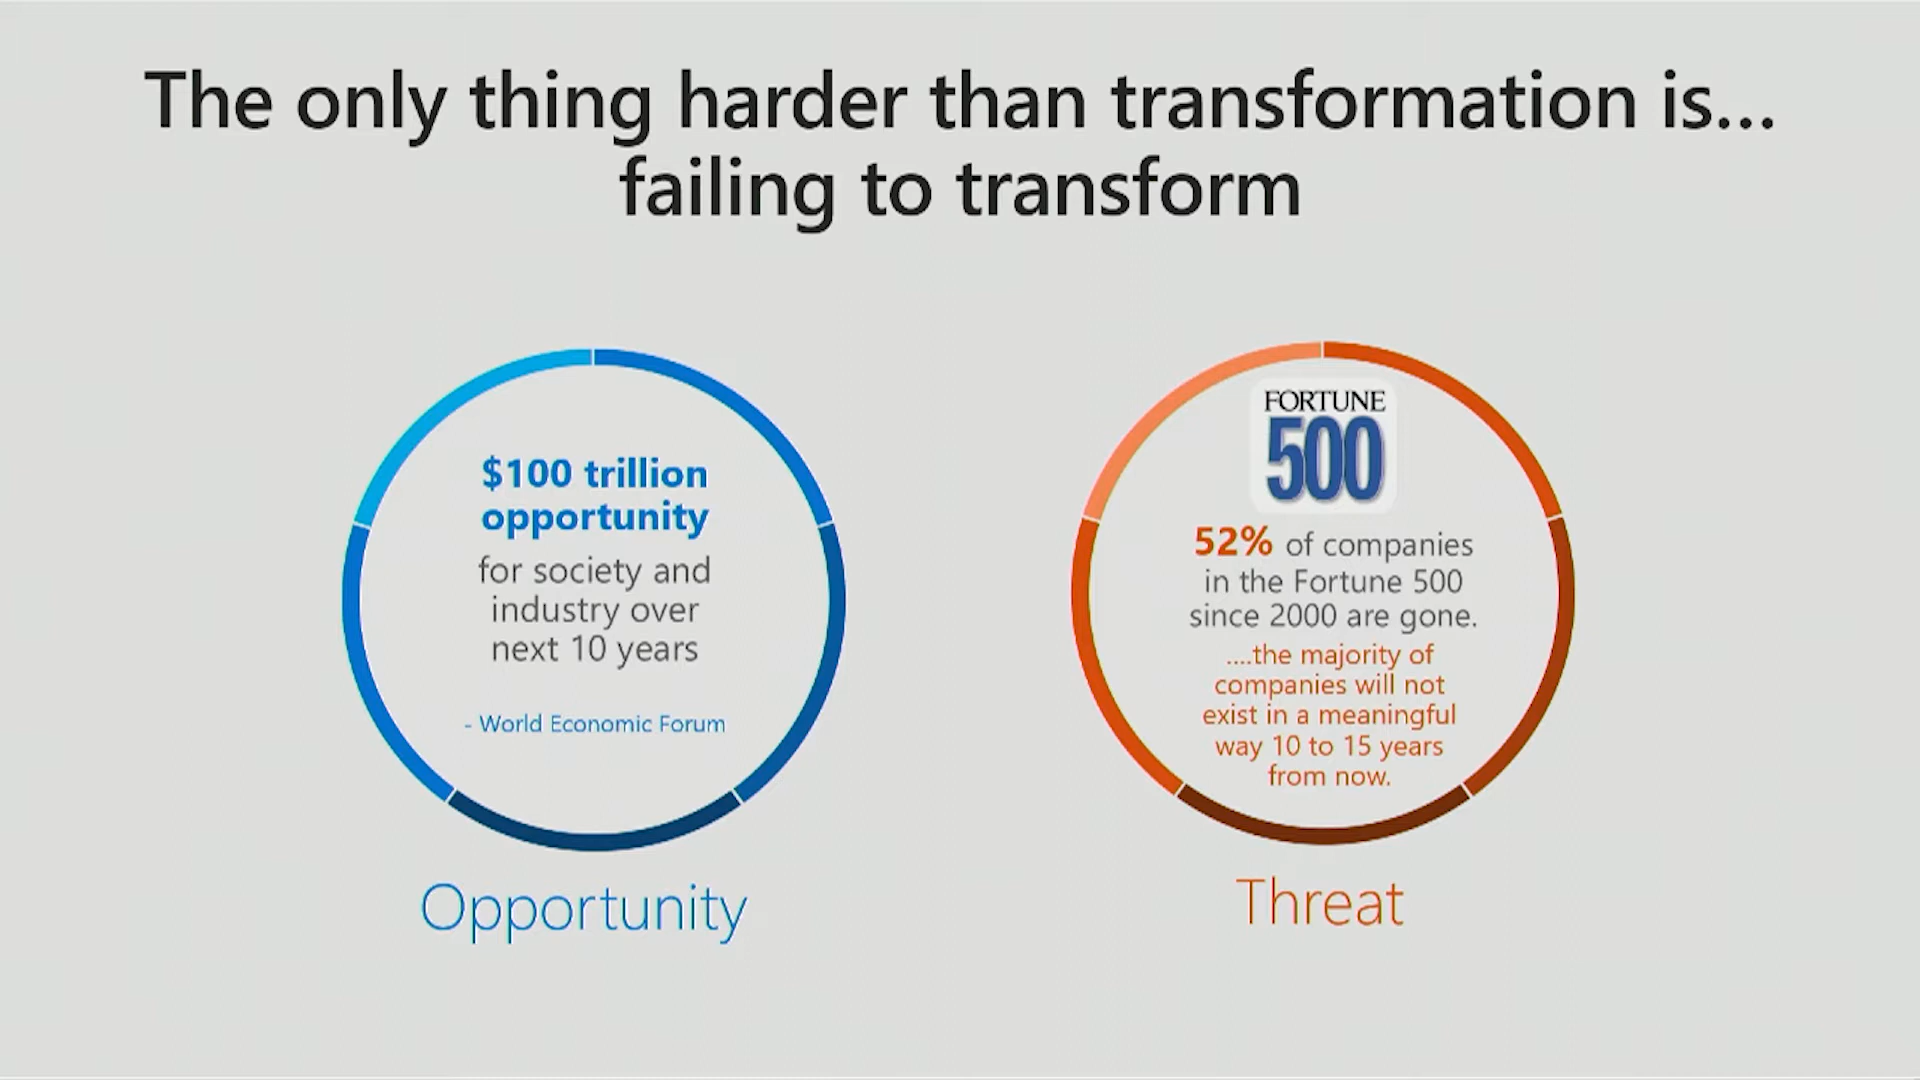 The only thing harder than transformation is...
failing to transform
$100 trillion
opportunity
for society and
industry over
next 10 years
- World Economic Forum
Opportunity
FORTUNE
500
52% of companies
in the Fortune 500
since 2000 are gone.
....the majority of
companies will not
exist in a meaningful
way 10 to 15 years
from now.
Threat